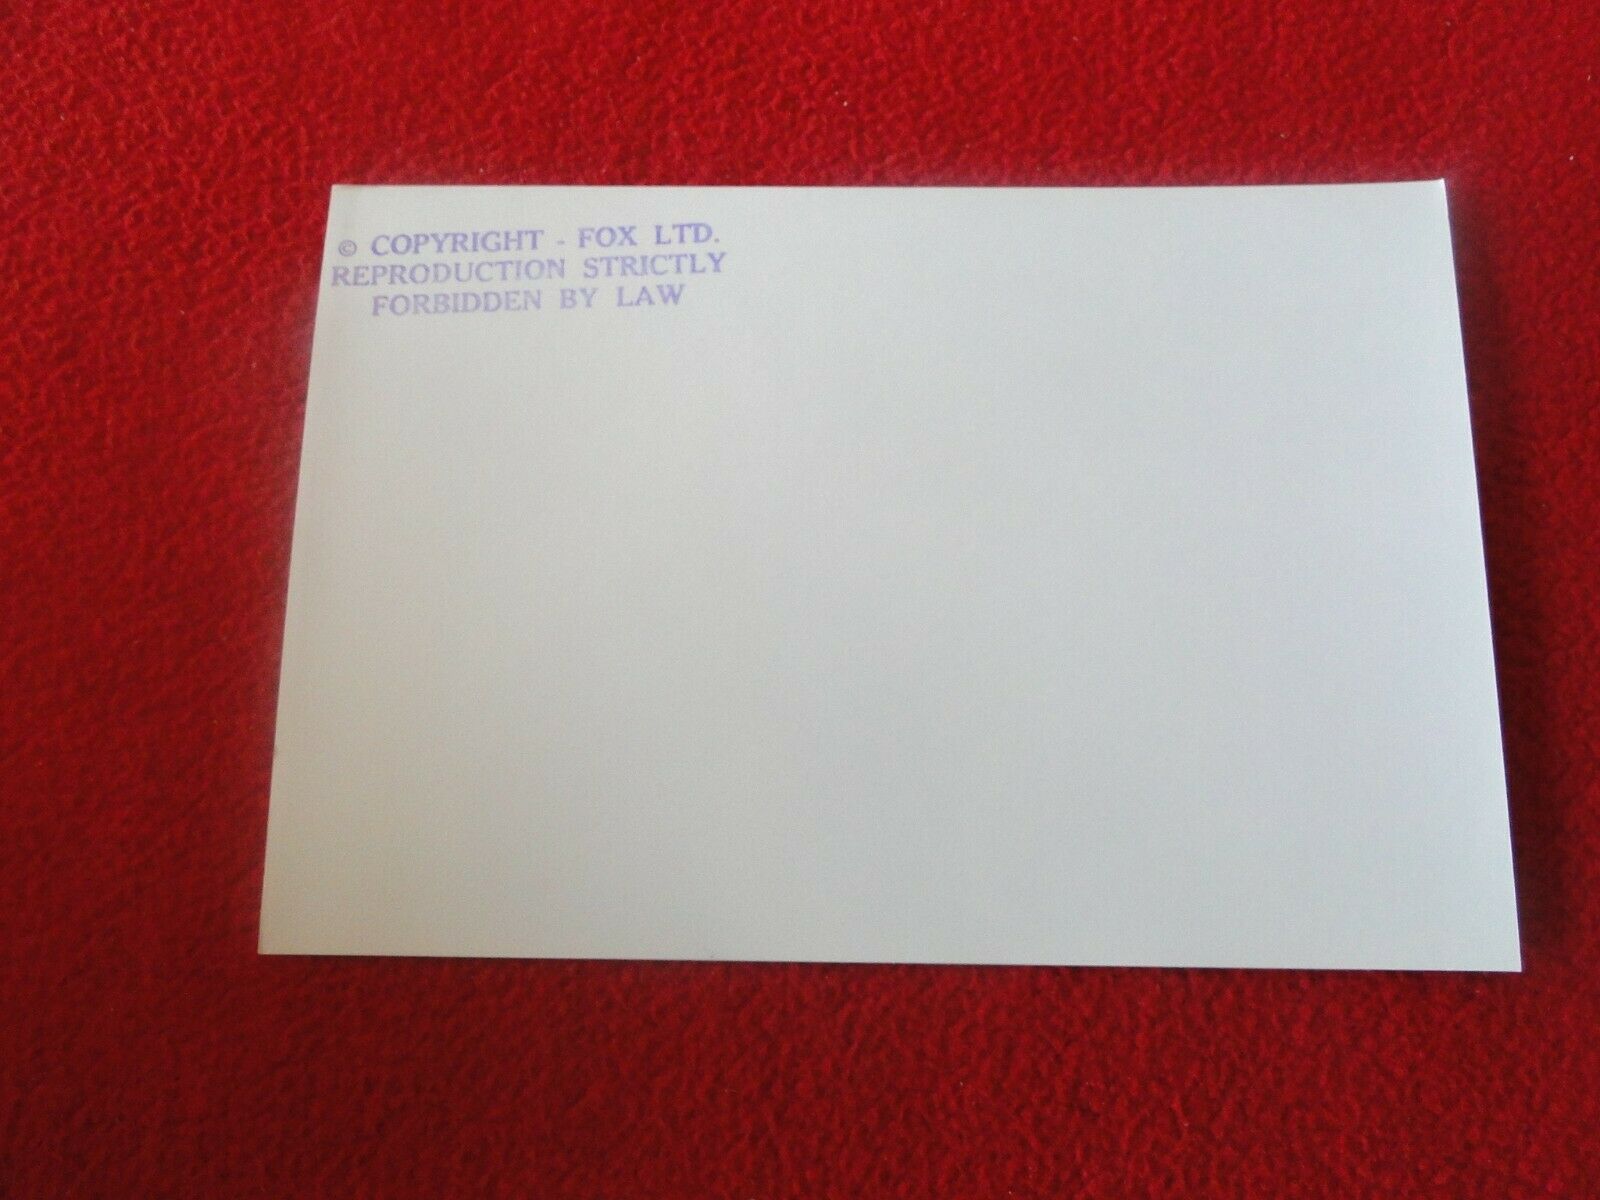 © COPYRIGHT - FOX LTD.
REPRODUCTION STRICTLY
FORBIDDEN BY LAW